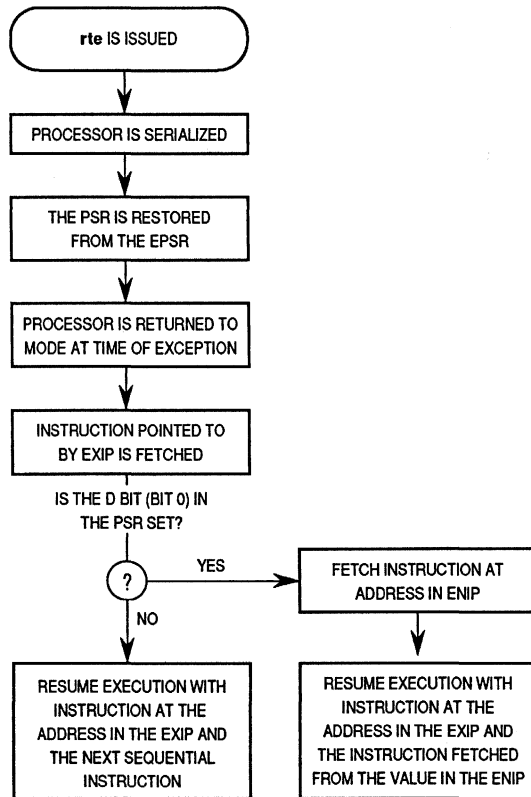 rte IS ISSUED
PROCESSOR IS SERIALIZED
THE PSR IS RESTORED
FROM THE EPSR
PROCESSOR IS RETURNED TO
MODE AT TIME OF EXCEPTION
INSTRUCTION POINTED TO
BY EXIP IS FETCHED
IS THE D BIT (BIT 0) IN
THE PSR SET?
?
YES
NO
FETCH INSTRUCTION AT
ADDRESS IN ENIP
RESUME EXECUTION WITH
INSTRUCTION AT THE
ADDRESS IN THE EXIP AND
THE NEXT SEQUENTIAL
INSTRUCTION
RESUME EXECUTION WITH
INSTRUCTION AT THE
ADDRESS IN THE EXIP AND
THE INSTRUCTION FETCHED
FROM THE VALUE IN THE ENIP